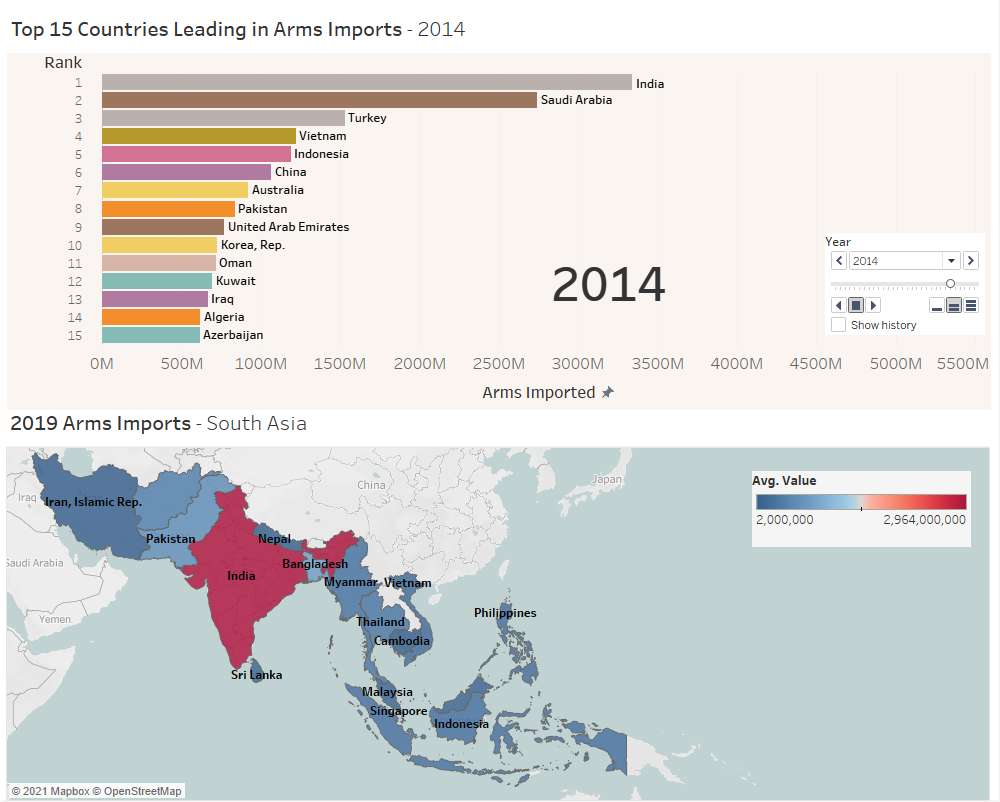 Top 15 Countries Leading in Arms Imports - 2014
Rank
1 India
2 Saudi Arabia
3 Turkey
4 Vietnam
5 Indonesia
6 China
7 Australia
8 Pakistan
9 United Arab Emirates
10 Korea, Rep.
11 Oman
12 Kuwait
13 Iraq
14 Algeria
15 Azerbaijan
2014
Year
2014
Show history
0M 500M 1000M 1500M 2000M 2500M 3000M 3500M 4000M 4500M 5000M 5500M
Arms Imported
2019 Arms Imports - South Asia
Avg. Value
2,000,000 2,964,000,000
China
Japan
Iraq
Iran, Islamic Rep.
Pakistan
Nepal
Saudi Arabia
Bangladesh
India
Myanmar
Vietnam
Yemen
Philippines
Thailand
Cambodia
Sri Lanka
Malaysia
Singapore
Indonesia
© 2021 Mapbox © OpenStreetMap